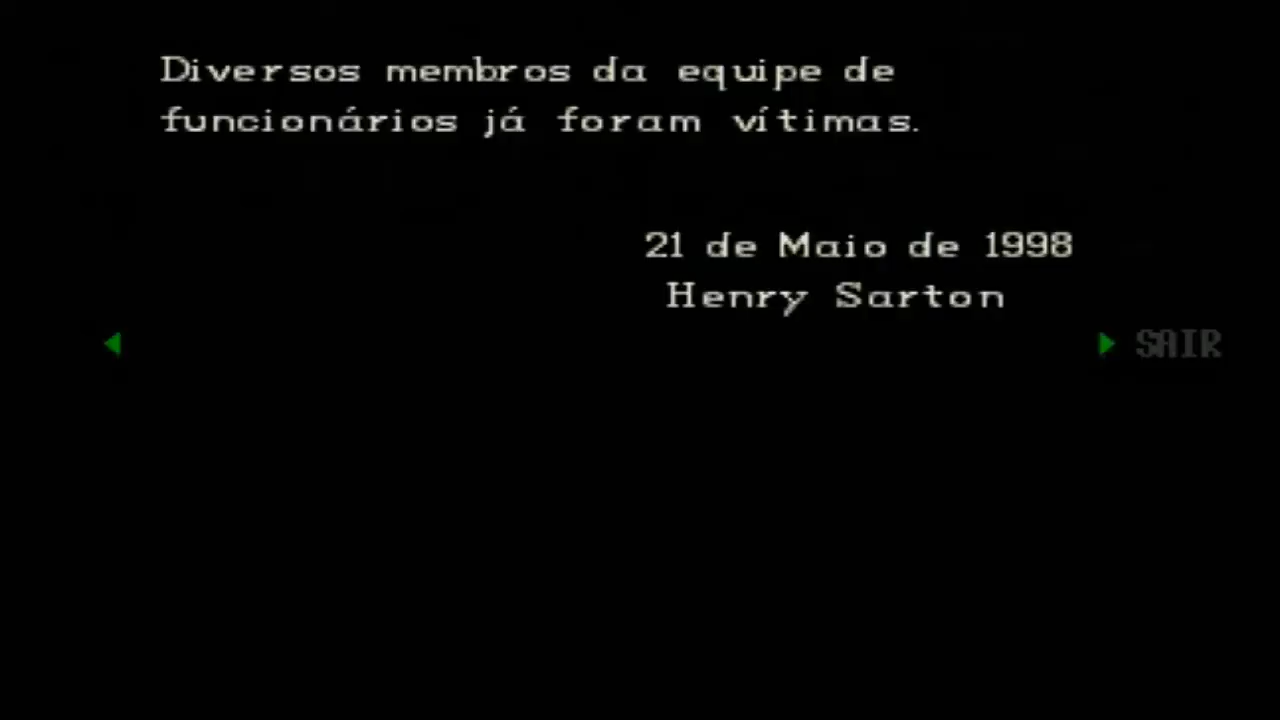 Diversos membros da equipe de
funcionários já foram vítimas.
21 de Maio de 1998
Henry Sarton
SAIR